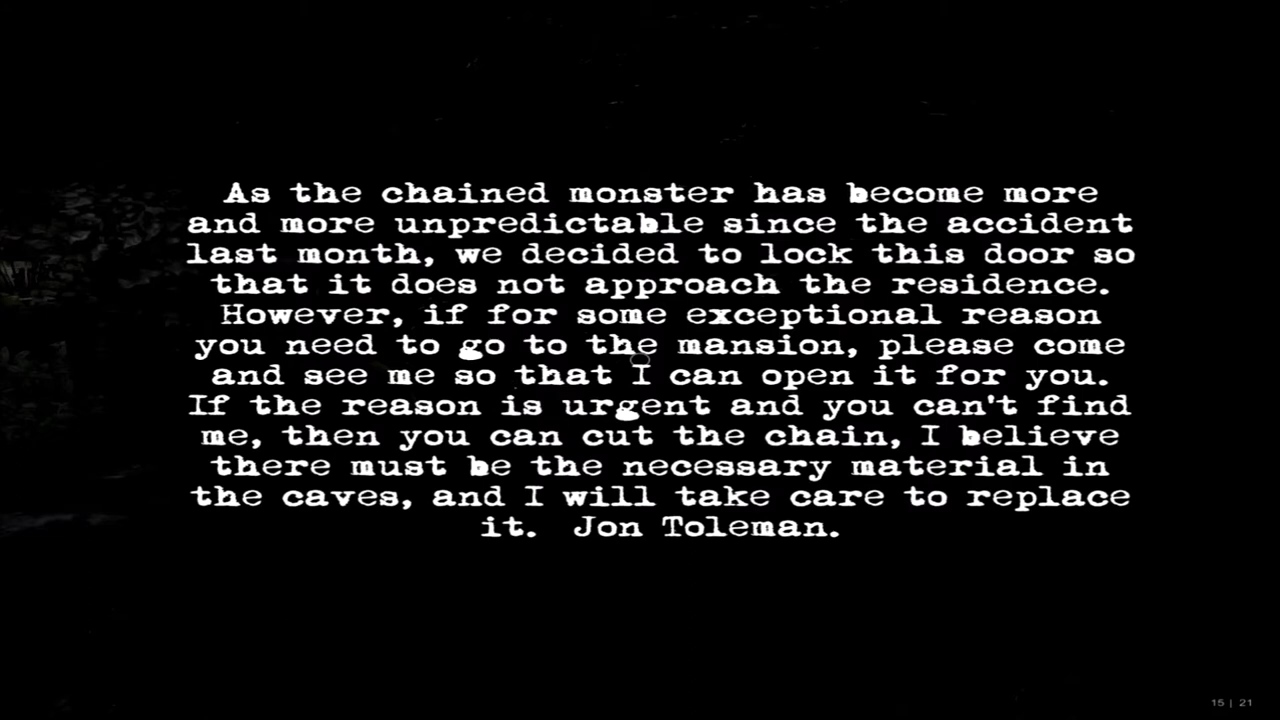 As the chained monster has become more
and more unpredictable since the accident
last month, we decided to lock this door so
that it does not approach the residence.
However, if for some exceptional reason
you need to go to the mansion, please come
and see me so that I can open it for you.
If the reason is urgent and you can't find
me, then you can cut the chain, I believe
there must be the necessary material in
the caves, and I will take care to replace
it.  Jon Toleman.
15 | 21